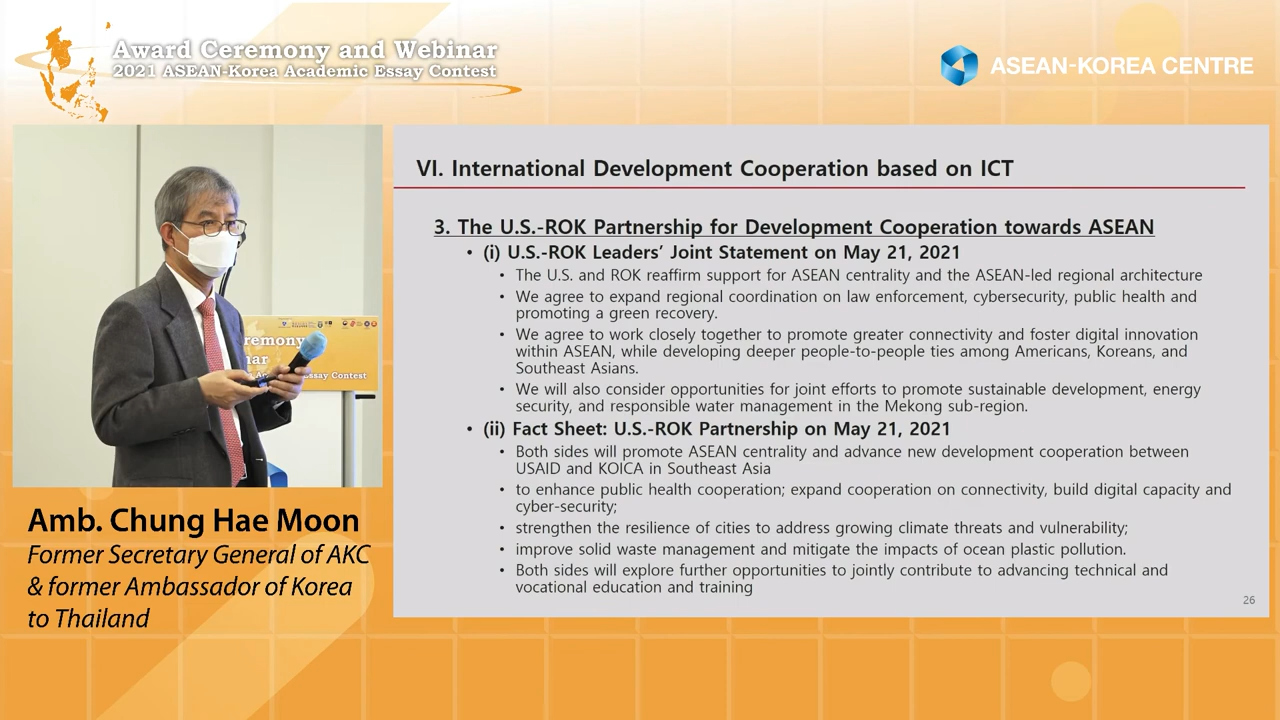 Award Ceremony and Webinar
2021 ASEAN-Korea Academic Essay Contest
ASEAN-KOREA CENTRE
VI. International Development Cooperation based on ICT
3. The U.S.-ROK Partnership for Development Cooperation towards ASEAN
• (i) U.S.-ROK Leaders' Joint Statement on May 21, 2021
• The U.S. and ROK reaffirm support for ASEAN centrality and the ASEAN-led regional architecture
• We agree to expand regional coordination on law enforcement, cybersecurity, public health and
promoting a green recovery.
• We agree to work closely together to promote greater connectivity and foster digital innovation
within ASEAN, while developing deeper people-to-people ties among Americans, Koreans, and
Southeast Asians.
• We will also consider opportunities for joint efforts to promote sustainable development, energy
security, and responsible water management in the Mekong sub-region.
• (ii) Fact Sheet: U.S.-ROK Partnership on May 21, 2021
• Both sides will promote ASEAN centrality and advance new development cooperation between
USAID and KOICA in Southeast Asia
• to enhance public health cooperation; expand cooperation on connectivity, build digital capacity and
cyber-security;
• strengthen the resilience of cities to address growing climate threats and vulnerability;
• improve solid waste management and mitigate the impacts of ocean plastic pollution.
• Both sides will explore further opportunities to jointly contribute to advancing technical and
vocational education and training
26
remony
nar
Essay Contest
Amb. Chung Hae Moon
Former Secretary General of AKC
& former Ambassador of Korea
to Thailand